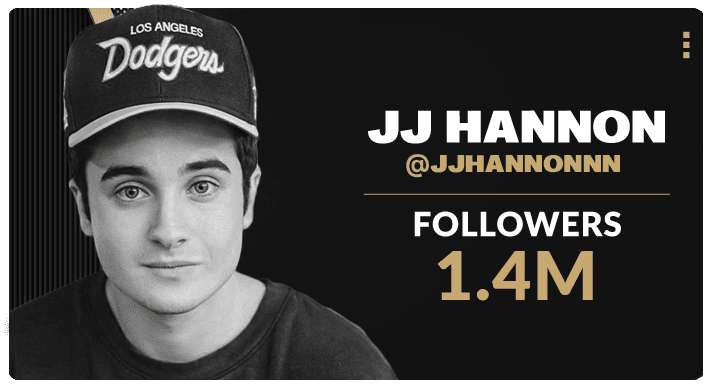 LOS ANGELES
Dodgers
JJ HANNON
@JJHANNONNN
FOLLOWERS
1.4M